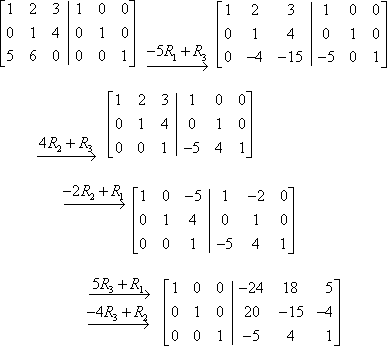 [1 2 3 | 1 0 0]
[0 1 4 | 0 1 0]
[5 6 0 | 0 0 1]
-5R₁+R₃ →
[1 2 3 | 1 0 0]
[0 1 4 | 0 1 0]
[0 -4 -15 | -5 0 1]
4R₂+R₃ →
[1 2 3 | 1 0 0]
[0 1 4 | 0 1 0]
[0 0 1 | -5 4 1]
-2R₂+R₁ →
[1 0 -5 | 1 -2 0]
[0 1 4 | 0 1 0]
[0 0 1 | -5 4 1]
5R₃+R₁ →
-4R₃+R₂ →
[1 0 0 | -24 18 5]
[0 1 0 | 20 -15 -4]
[0 0 1 | -5 4 1]